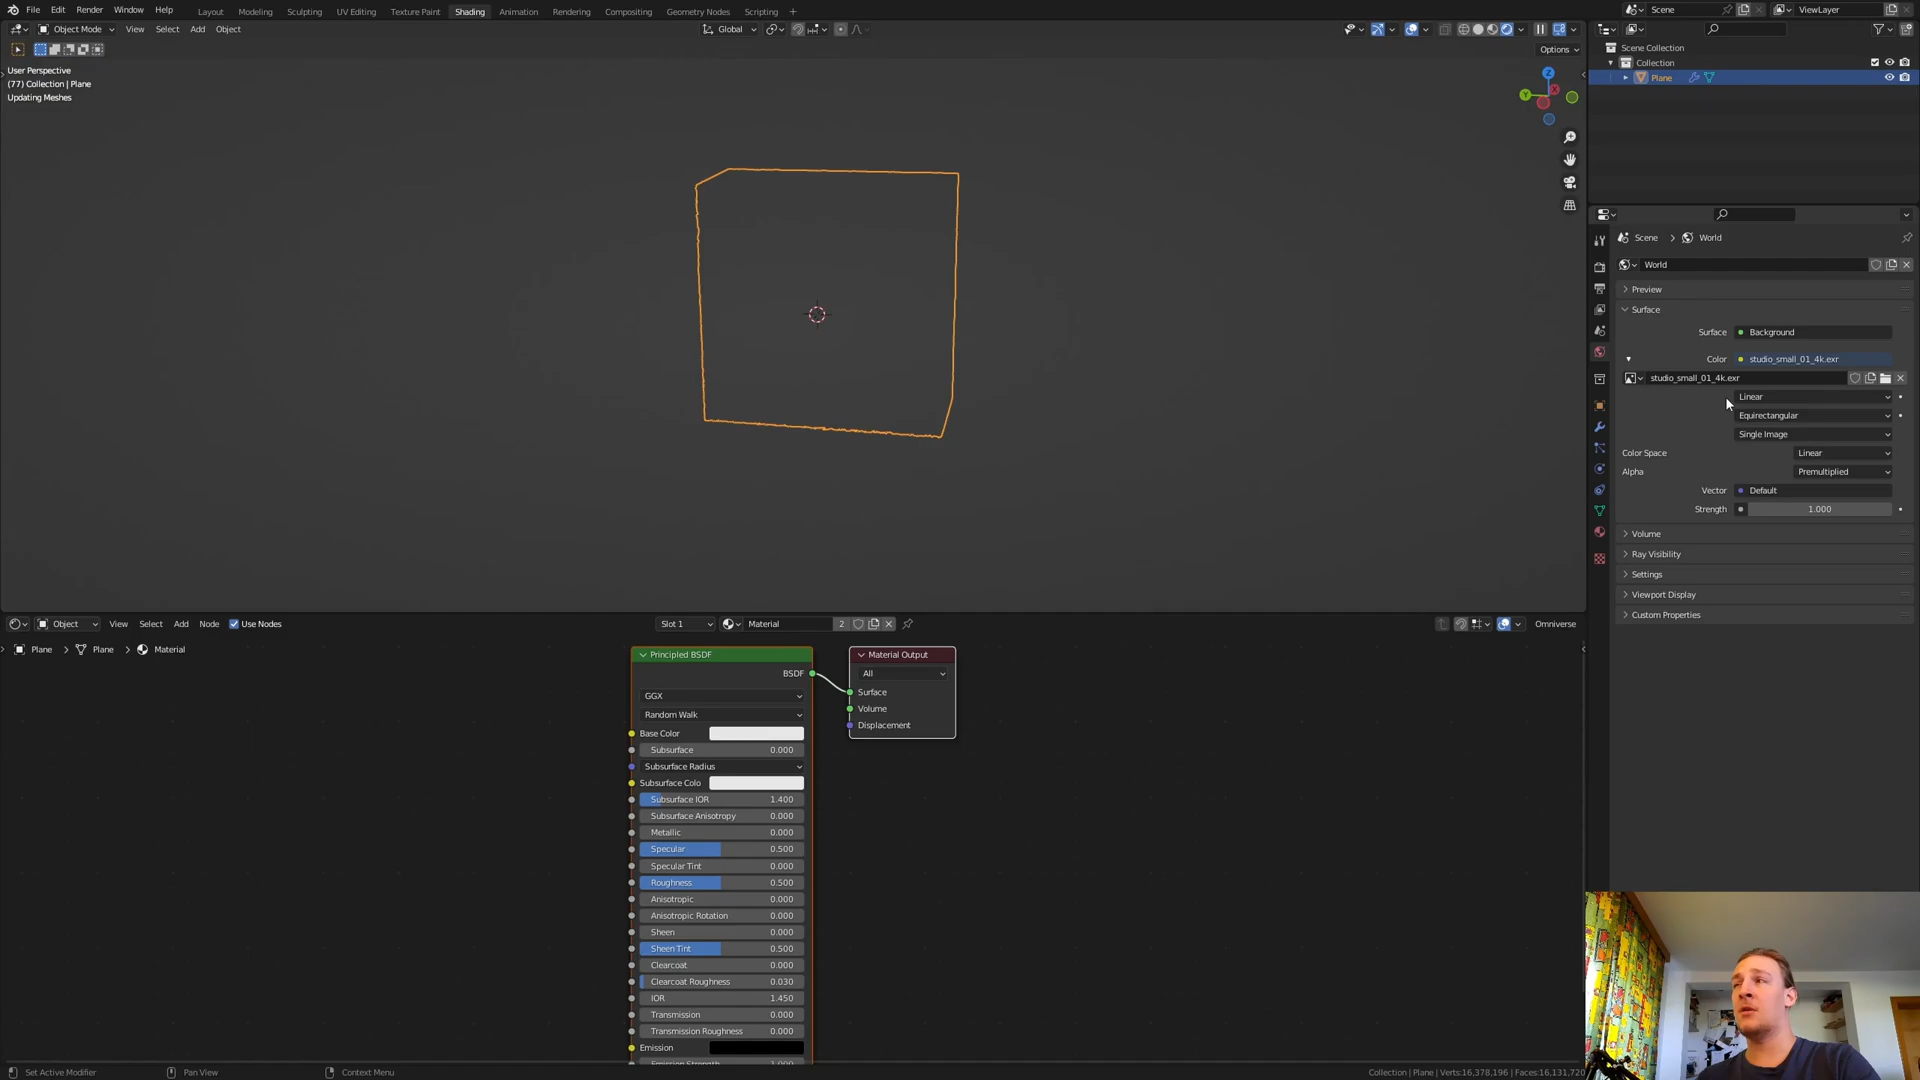 File Edit Render Window Help Layout Modeling Sculpting UV Editing Texture Paint Shading Animation Rendering Compositing Geometry Nodes Scripting + Scene ViewLayer
Object Mode View Select Add Object Global
Options
User Perspective
(77) Collection | Plane
Updating Meshes
Z
Y
X
Scene Collection
Collection
Plane
Scene > World
World
Preview
Surface
Surface Background
Color studio_small_01_4k.exr
studio_small_01_4k.exr
Linear
Equirectangular
Single Image
Color Space Linear
Alpha Premultiplied
Vector Default
Strength 1.000
Volume
Ray Visibility
Settings
Viewport Display
Custom Properties
Object View Select Add Node Use Nodes Slot 1 Material 2 Omniverse
Plane > Plane > Material
Principled BSDF
BSDF
GGX
Random Walk
Base Color
Subsurface 0.000
Subsurface Radius
Subsurface Colo
Subsurface IOR 1.400
Subsurface Anisotropy 0.000
Metallic 0.000
Specular 0.500
Specular Tint 0.000
Roughness 0.500
Anisotropic 0.000
Anisotropic Rotation 0.000
Sheen 0.000
Sheen Tint 0.500
Clearcoat 0.000
Clearcoat Roughness 0.030
IOR 1.450
Transmission 0.000
Transmission Roughness 0.000
Emission
Material Output
All
Surface
Volume
Displacement
Set Active Modifier Pan View Context Menu Collection | Plane | Verts:16,378,196 | Faces:16,131,720